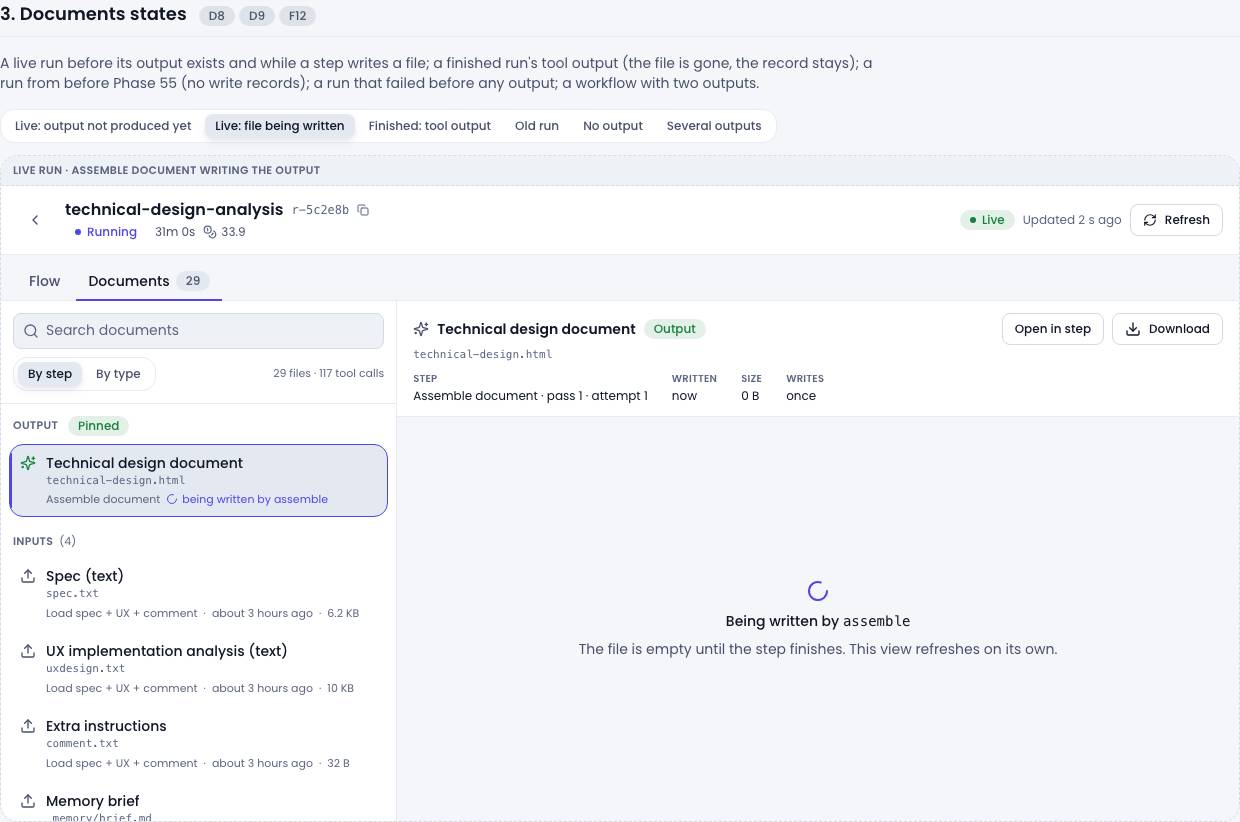 3. Documents states D8 D9 F12
A live run before its output exists and while a step writes a file; a finished run's tool output (the file is gone, the record stays); a
run from before Phase 55 (no write records); a run that failed before any output; a workflow with two outputs.
Live: output not produced yet Live: file being written Finished: tool output Old run No output Several outputs
LIVE RUN · ASSEMBLE DOCUMENT WRITING THE OUTPUT
technical-design-analysis r-5c2e8b
Running 31m 0s 33.9
Live Updated 2 s ago Refresh
Flow Documents 29
Search documents
By step By type 29 files · 117 tool calls
OUTPUT Pinned
Technical design document
technical-design.html
Assemble document being written by assemble
INPUTS (4)
Spec (text)
spec.txt
Load spec + UX + comment · about 3 hours ago · 6.2 KB
UX implementation analysis (text)
uxdesign.txt
Load spec + UX + comment · about 3 hours ago · 10 KB
Extra instructions
comment.txt
Load spec + UX + comment · about 3 hours ago · 32 B
Memory brief
_memory/brief.md
Technical design document Output Open in step Download
technical-design.html
STEP WRITTEN SIZE WRITES
Assemble document · pass 1 · attempt 1 now 0 B once
Being written by assemble
The file is empty until the step finishes. This view refreshes on its own.